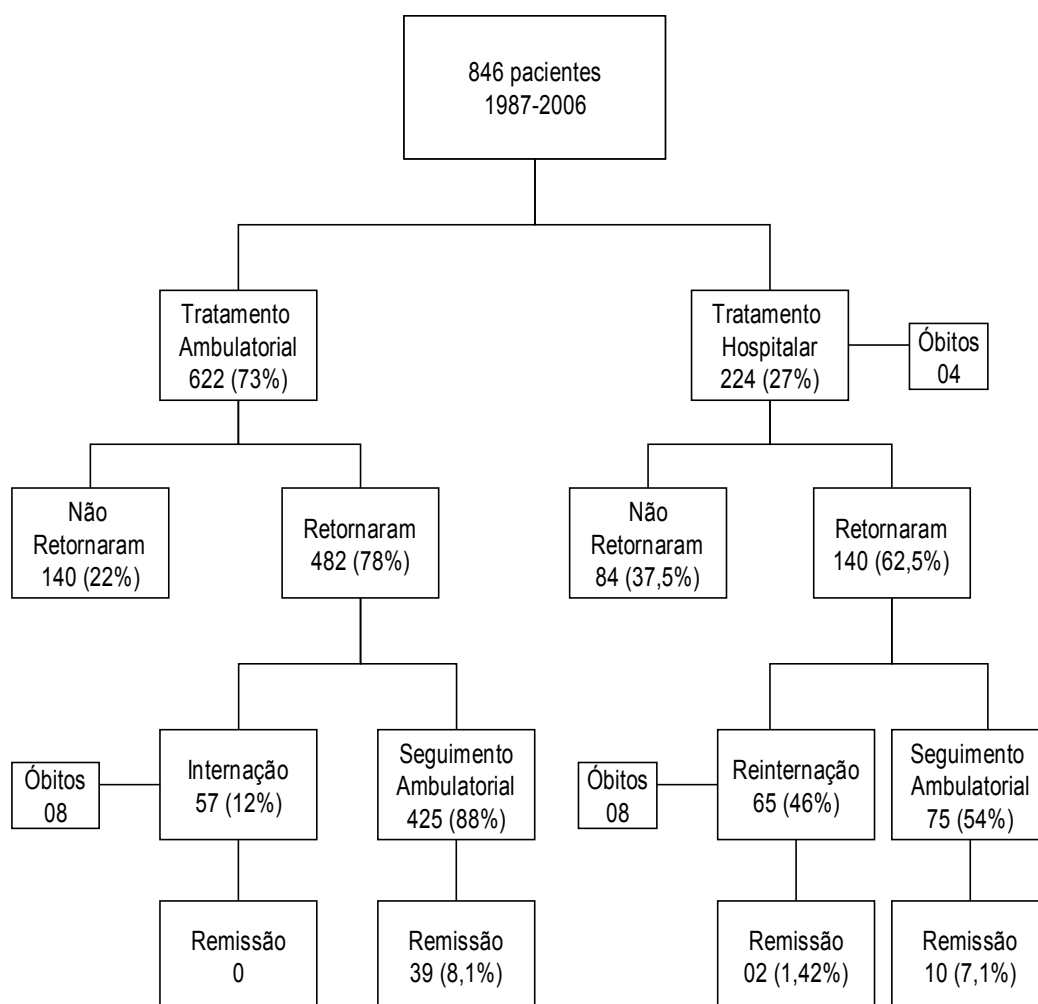 846 pacientes
1987-2006
Tratamento
Ambulatorial
622 (73%)
Tratamento
Hospitalar
224 (27%)
Óbitos
04
Não
Retornaram
140 (22%)
Retornaram
482 (78%)
Não
Retornaram
84 (37,5%)
Retornaram
140 (62,5%)
Óbitos
08
Internação
57 (12%)
Seguimento
Ambulatorial
425 (88%)
Óbitos
08
Reinternação
65 (46%)
Seguimento
Ambulatorial
75 (54%)
Remissão
0
Remissão
39 (8,1%)
Remissão
02 (1,42%)
Remissão
10 (7,1%)